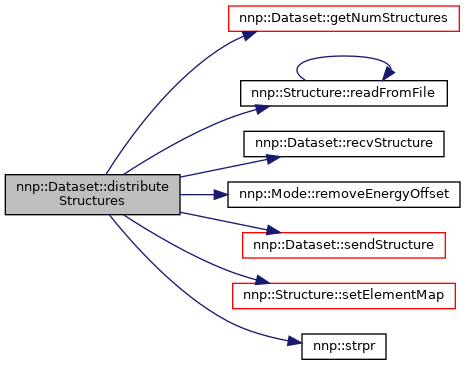 nnp::Dataset::getNumStructures
nnp::Structure::readFromFile
nnp::Dataset::recvStructure
nnp::Dataset::distribute
Structures
nnp::Mode::removeEnergyOffset
nnp::Dataset::sendStructure
nnp::Structure::setElementMap
nnp::strpr